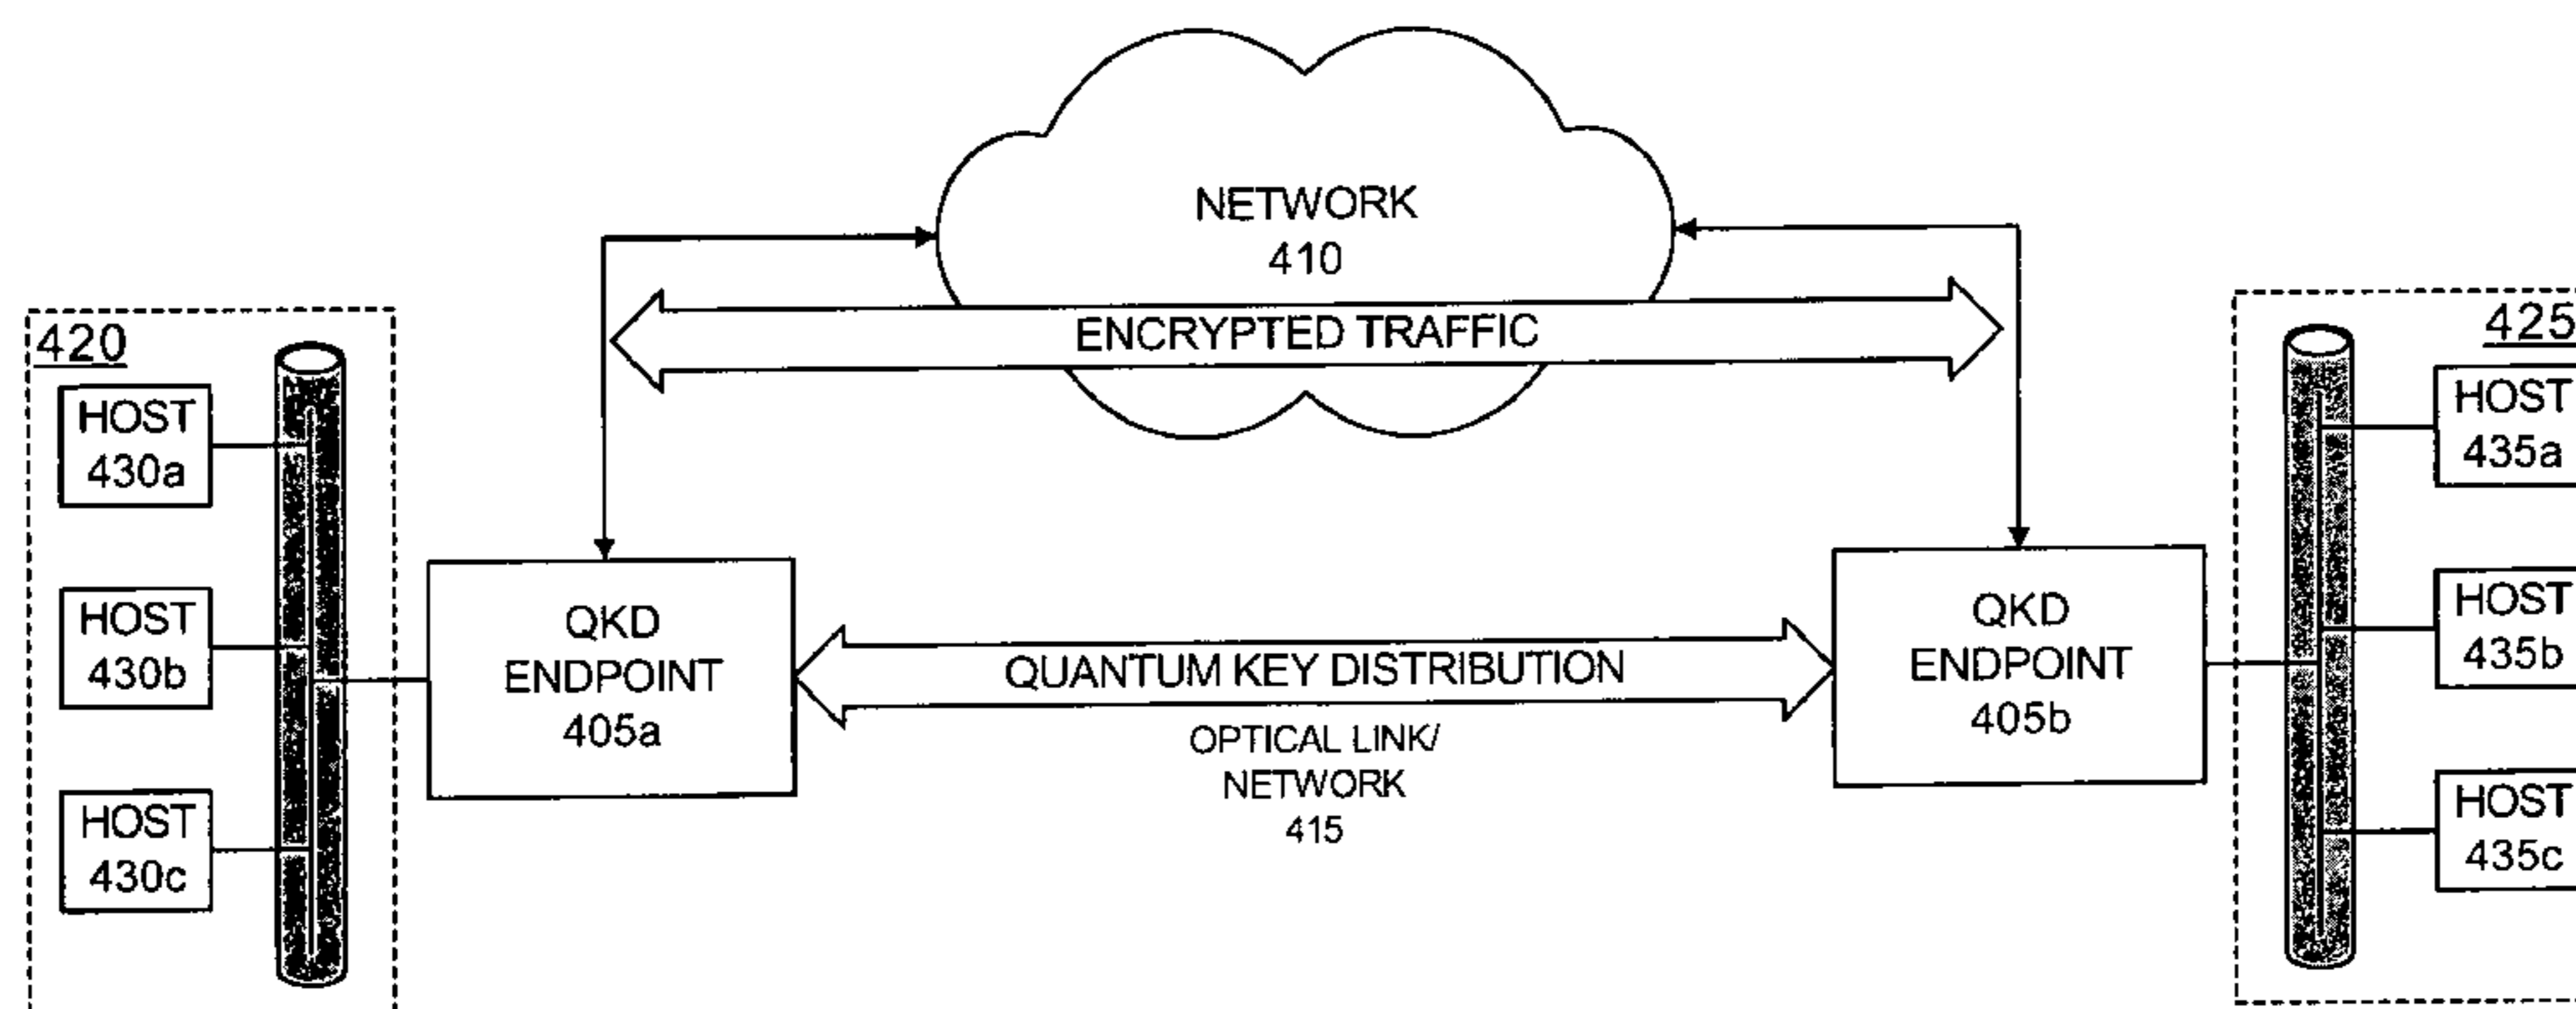 NETWORK
410
ENCRYPTED TRAFFIC
420
HOST
430a
HOST
430b
HOST
430c
QKD
ENDPOINT
405a
QUANTUM KEY DISTRIBUTION
OPTICAL LINK/
NETWORK
415
QKD
ENDPOINT
405b
425
HOST
435a
HOST
435b
HOST
435c